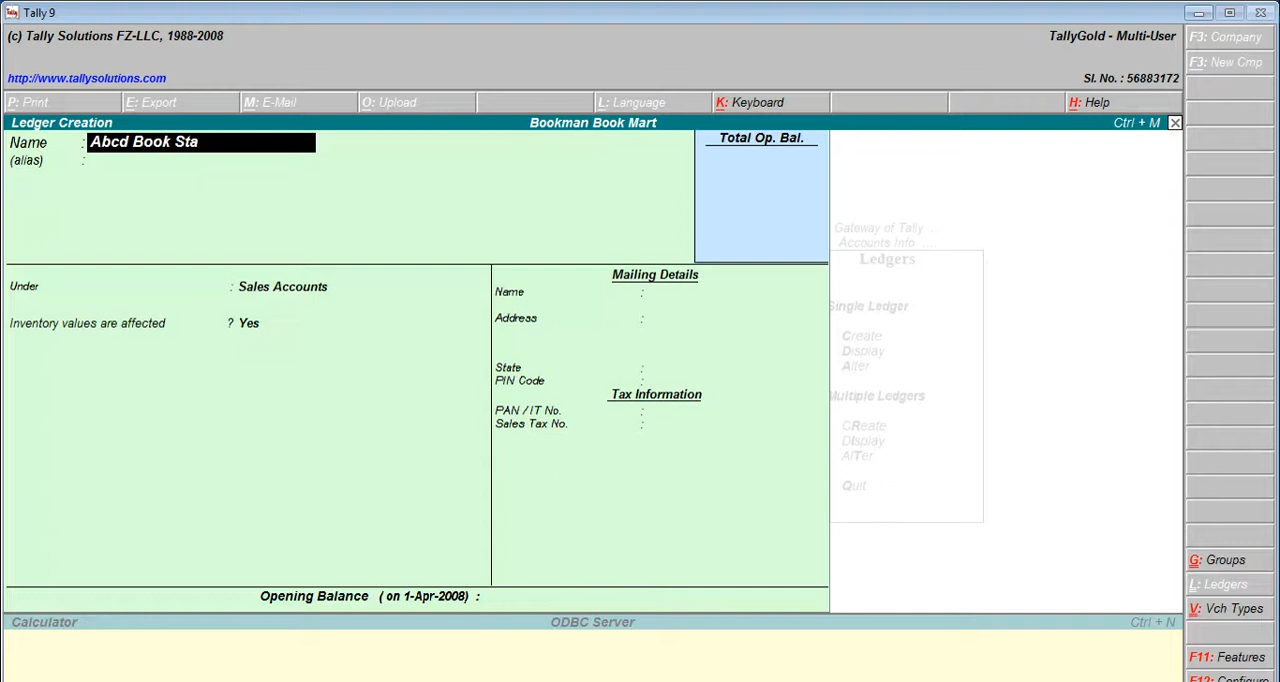 Tally 9
(c) Tally Solutions FZ-LLC, 1988-2008
TallyGold - Multi-User
http://www.tallysolutions.com
Sl. No. : 56883172
F3: Company
F3: New Cmp
P: Print
E: Export
M: E-Mail
O: Upload
L: Language
K: Keyboard
H: Help
Ledger Creation
Bookman Book Mart
Ctrl + M
Name : Abcd Book Sta
(alias) :
Total Op. Bal.
Under : Sales Accounts
Inventory values are affected ? Yes
Mailing Details
Name :
Address :
State :
PIN Code :
Tax Information
PAN / IT No. :
Sales Tax No. :
Opening Balance ( on 1-Apr-2008) :
Gateway of Tally ...
Accounts Info ....
Ledgers
Single Ledger
Create
Display
Alter
Multiple Ledgers
CReate
DIsplay
AlTer
Quit
G: Groups
L: Ledgers
V: Vch Types
F11: Features
F12: Configure
Calculator
ODBC Server
Ctrl + N